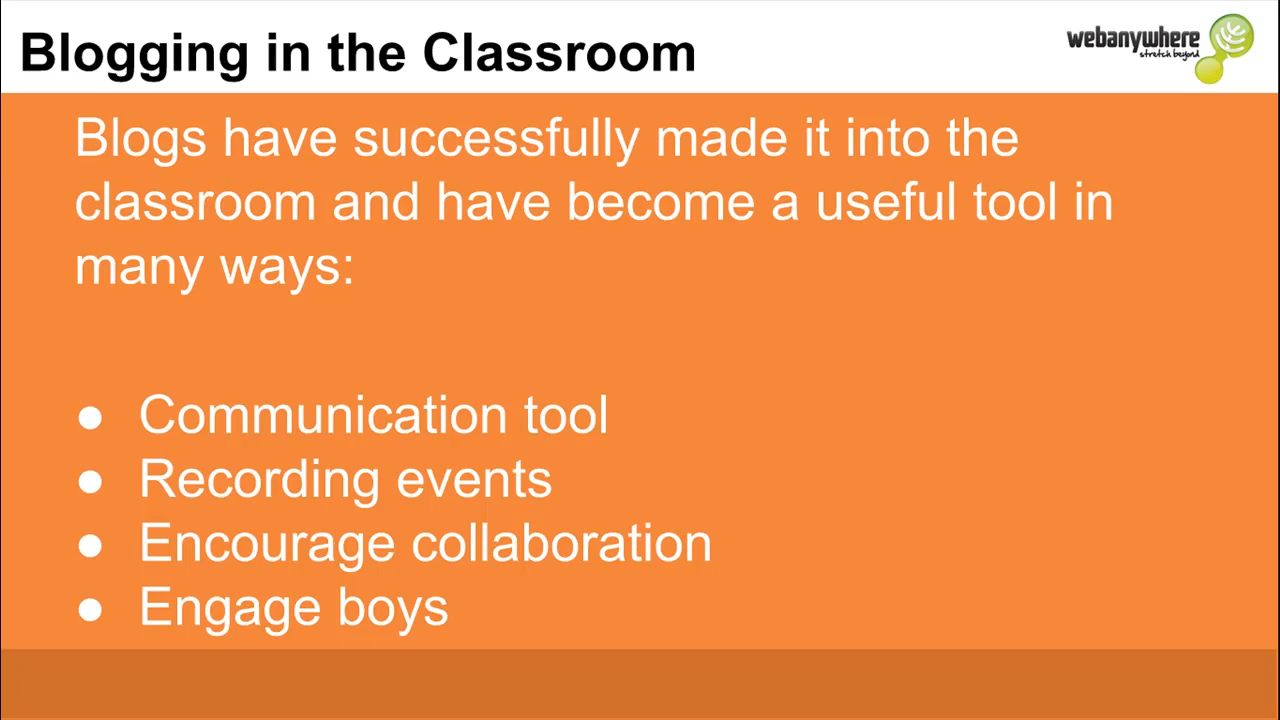 Blogging in the Classroom
webanywhere
stretch beyond
Blogs have successfully made it into the
classroom and have become a useful tool in
many ways:
● Communication tool
● Recording events
● Encourage collaboration
● Engage boys